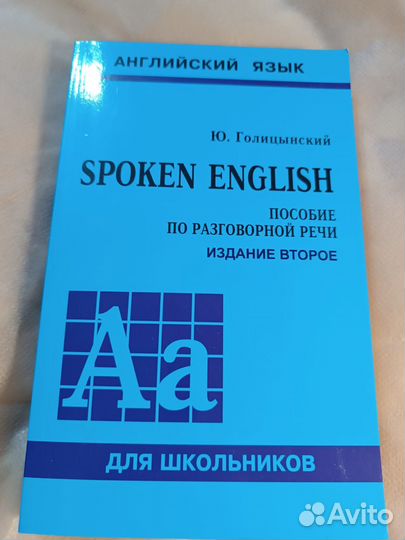 АНГЛИЙСКИЙ ЯЗЫК
Ю. Голицынский
SPOKEN ENGLISH
ПОСОБИЕ
ПО РАЗГОВОРНОЙ РЕЧИ
ИЗДАНИЕ ВТОРОЕ
Aa
ДЛЯ ШКОЛЬНИКОВ
Avito